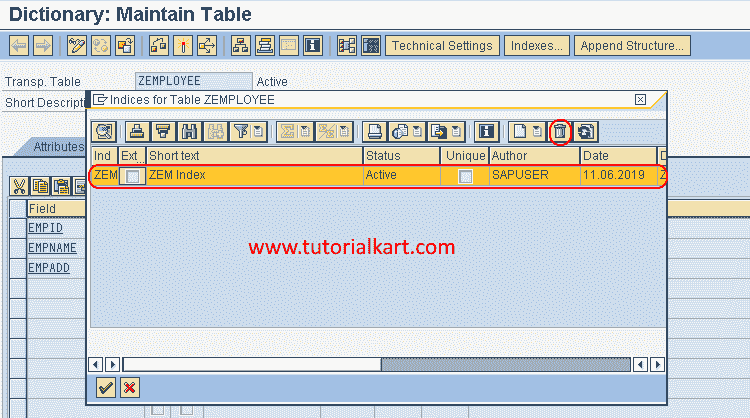 Dictionary: Maintain Table
Technical Settings Indexes... Append Structure...
Transp. Table ZEMPLOYEE Active
Short Descripti
Indices for Table ZEMPLOYEE
Attributes
Ind Ext... Short text Status Unique Author Date D
ZEM ZEM Index Active SAPUSER 11.06.2019 Z
Field
EMPID
EMPNAME
EMPADD
www.tutorialkart.com